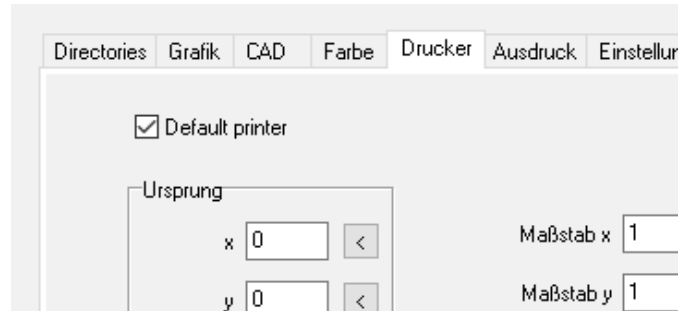 Directories Grafik CAD Farbe Drucker Ausdruck
Default printer
Ursprung
x 0 < Maßstab x 1
y 0 < Maßstab y 1